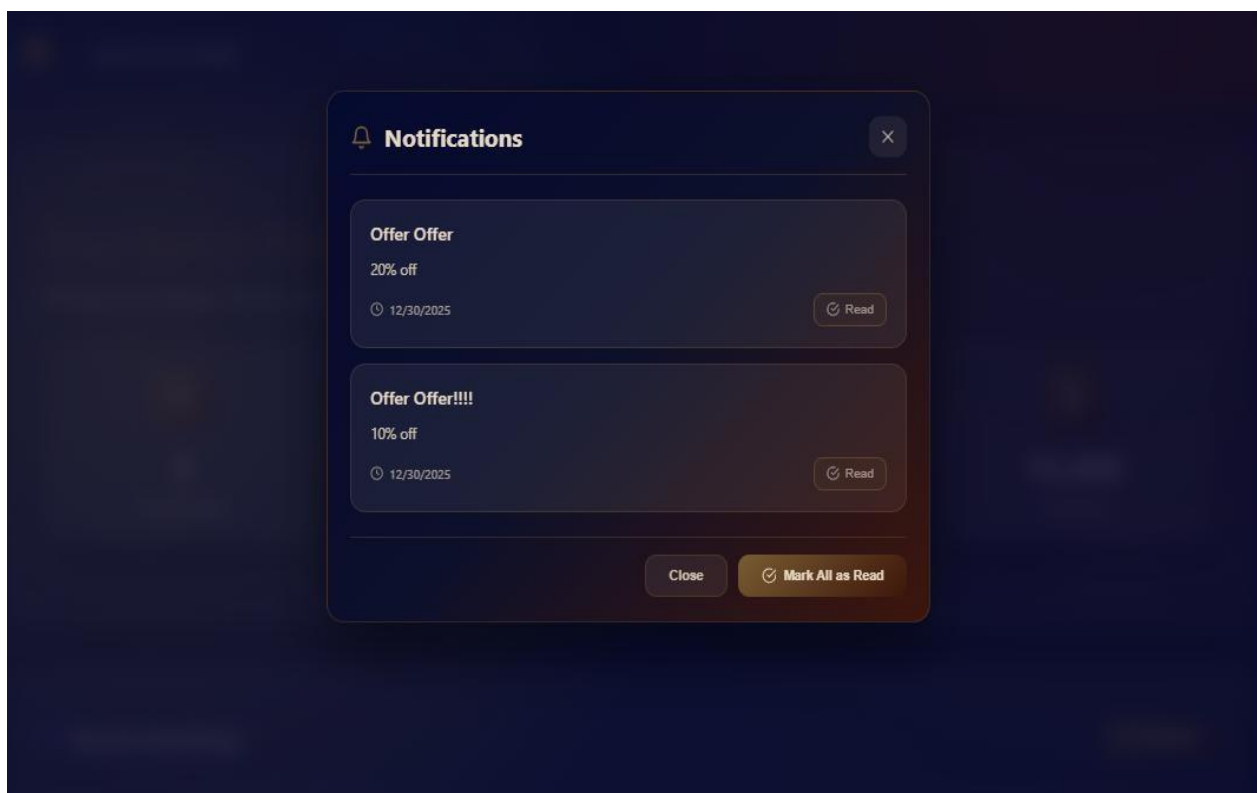 Notifications
Offer Offer
20% off
12/30/2025
Read
Offer Offer!!!!
10% off
12/30/2025
Read
Close
Mark All as Read